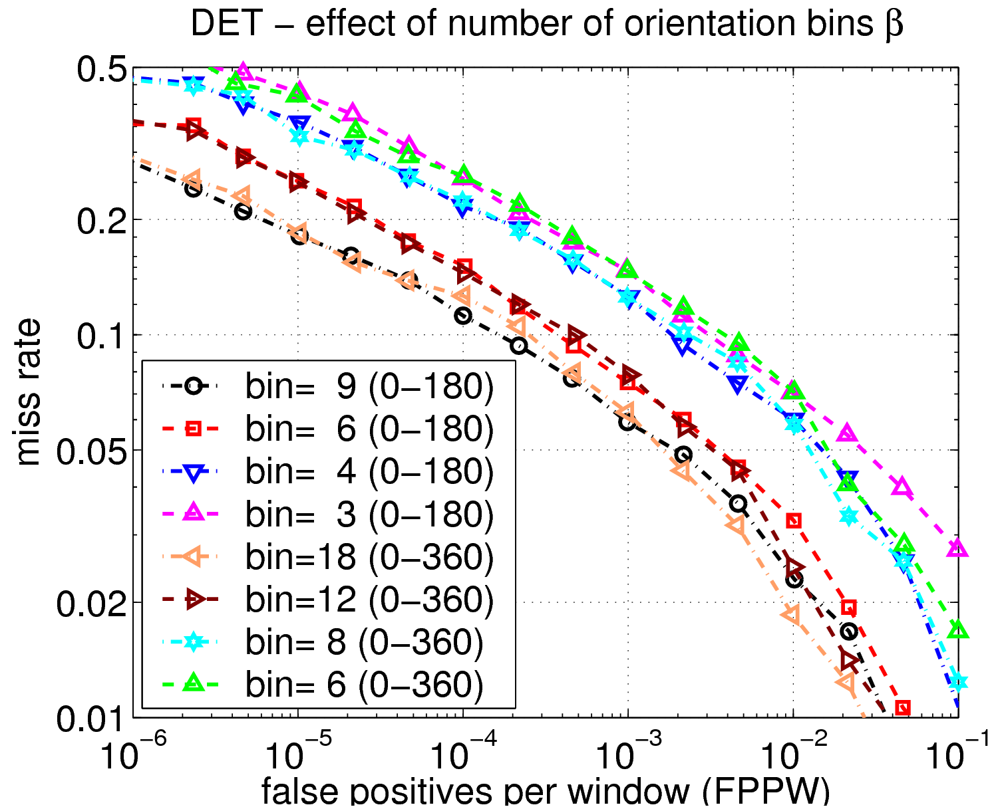 DET – effect of number of orientation bins β
0.5
0.2
0.1
0.05
0.02
0.01
miss rate
bin= 9 (0−180)
bin= 6 (0−180)
bin= 4 (0−180)
bin= 3 (0−180)
bin=18 (0−360)
bin=12 (0−360)
bin= 8 (0−360)
bin= 6 (0−360)
10⁻⁶ 10⁻⁵ 10⁻⁴ 10⁻³ 10⁻² 10⁻¹
false positives per window (FPPW)